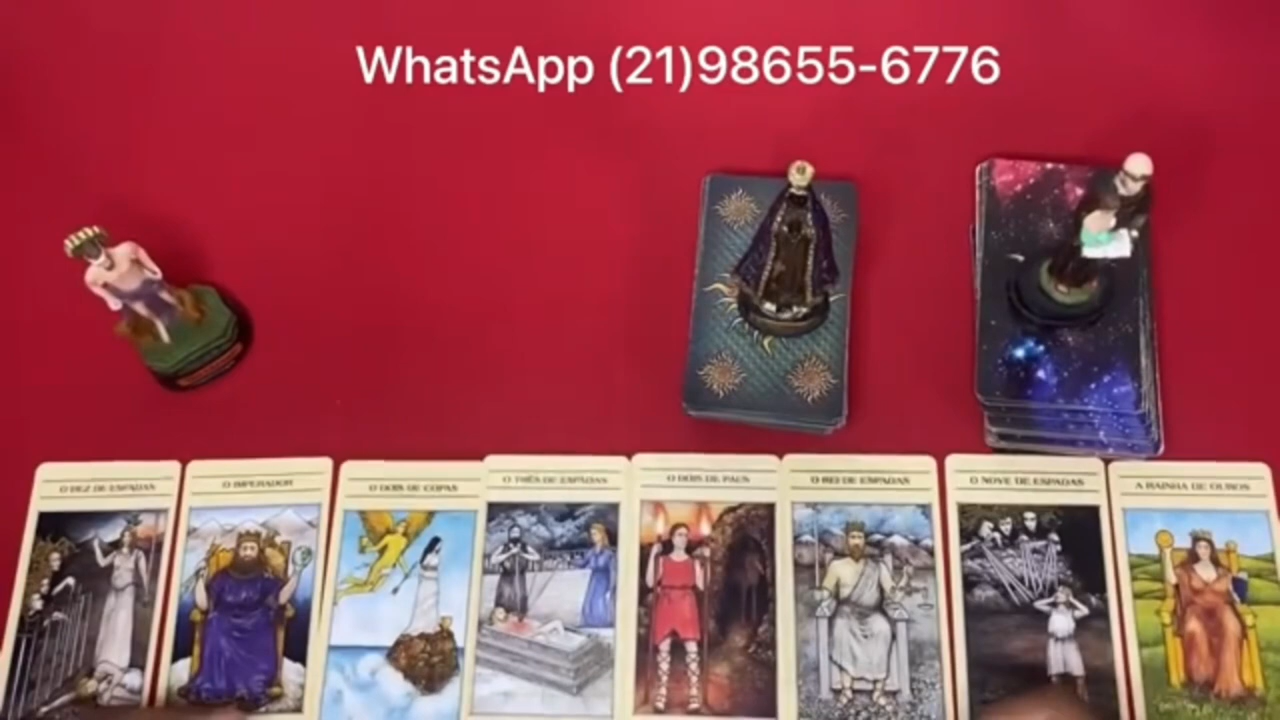 WhatsApp (21)98655-6776
O DEZ DE ESPADAS
O IMPERADOR
O DOIS DE COPAS
O TRÊS DE ESPADAS
O DOIS DE PAUS
O REI DE ESPADAS
O NOVE DE ESPADAS
A RAINHA DE OUROS